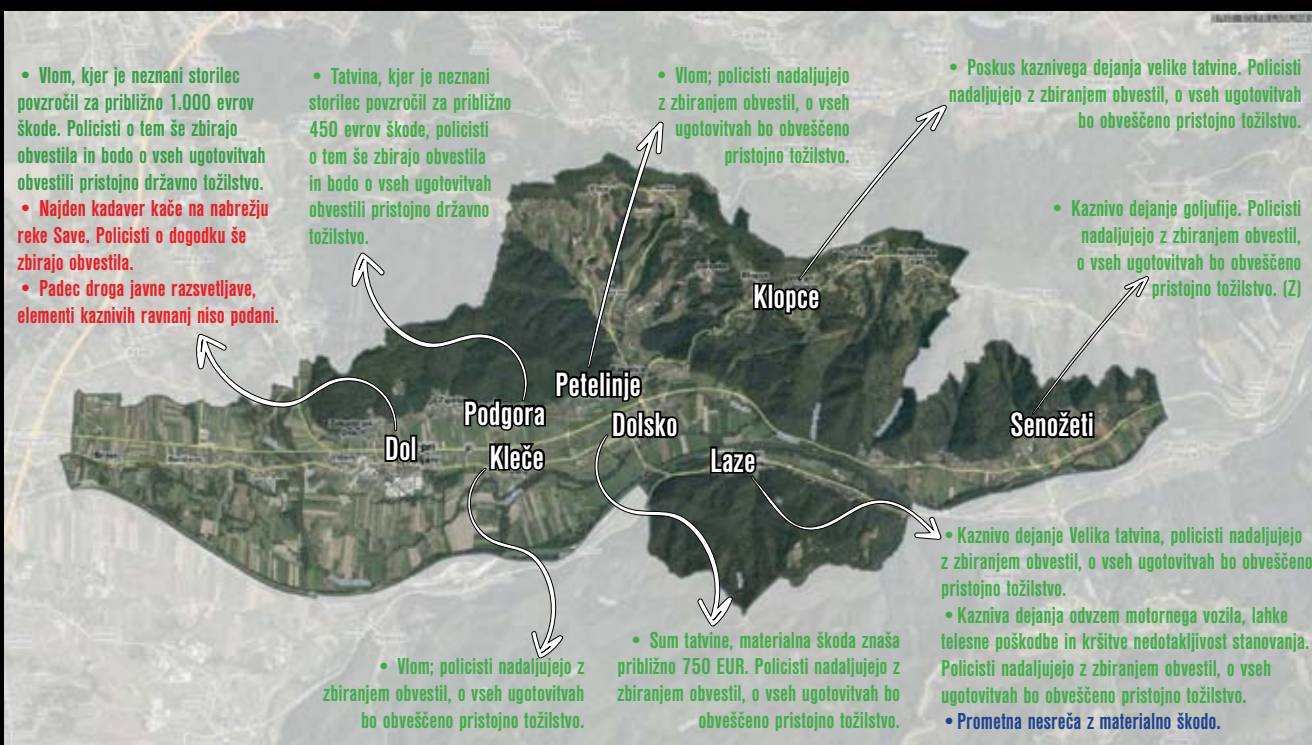 • Vlom, kjer je neznani storilec
povzročil za približno 1.000 evrov
škode. Policisti o tem še zbirajo
obvestila in bodo o vseh ugotovitvah
obvestili pristojno državno tožilstvo.
• Najden kadaver kače na nabrežju
reke Save. Policisti o dogodku še
zbirajo obvestila.
• Padec droga javne razsvetljave,
elementi kaznivih ravnanj niso podani.
• Tatvina, kjer je neznani
storilec povzročil za približno
450 evrov škode, policisti
o tem še zbirajo obvestila
in bodo o vseh ugotovitvah
obvestili pristojno državno
tožilstvo.
• Vlom; policisti nadaljujejo
z zbiranjem obvestil, o vseh
ugotovitvah bo obveščeno
pristojno tožilstvo.
• Poskus kaznivega dejanja velike tatvine. Policisti
nadaljujejo z zbiranjem obvestil, o vseh ugotovitvah
bo obveščeno pristojno tožilstvo.
• Kaznivo dejanje goljufije. Policisti
nadaljujejo z zbiranjem obvestil,
o vseh ugotovitvah bo obveščeno
pristojno tožilstvo. (Z)
Klopce
Petelinje
Podgora
Dolsko
Senožeti
Dol
Kleče
Laze
• Vlom; policisti nadaljujejo z
zbiranjem obvestil, o vseh ugotovitvah
bo obveščeno pristojno tožilstvo.
• Sum tatvine, materialna škoda znaša
približno 750 EUR. Policisti nadaljujejo z
zbiranjem obvestil, o vseh ugotovitvah bo
obveščeno pristojno tožilstvo.
• Kaznivo dejanje Velika tatvina, policisti nadaljujejo
z zbiranjem obvestil, o vseh ugotovitvah bo obveščeno
pristojno tožilstvo.
• Kazniva dejanja odvzem motornega vozila, lahke
telesne poškodbe in kršitve nedotakljivost stanovanja.
Policisti nadaljujejo z zbiranjem obvestil, o vseh
ugotovitvah bo obveščeno pristojno tožilstvo.
• Prometna nesreča z materialno škodo.